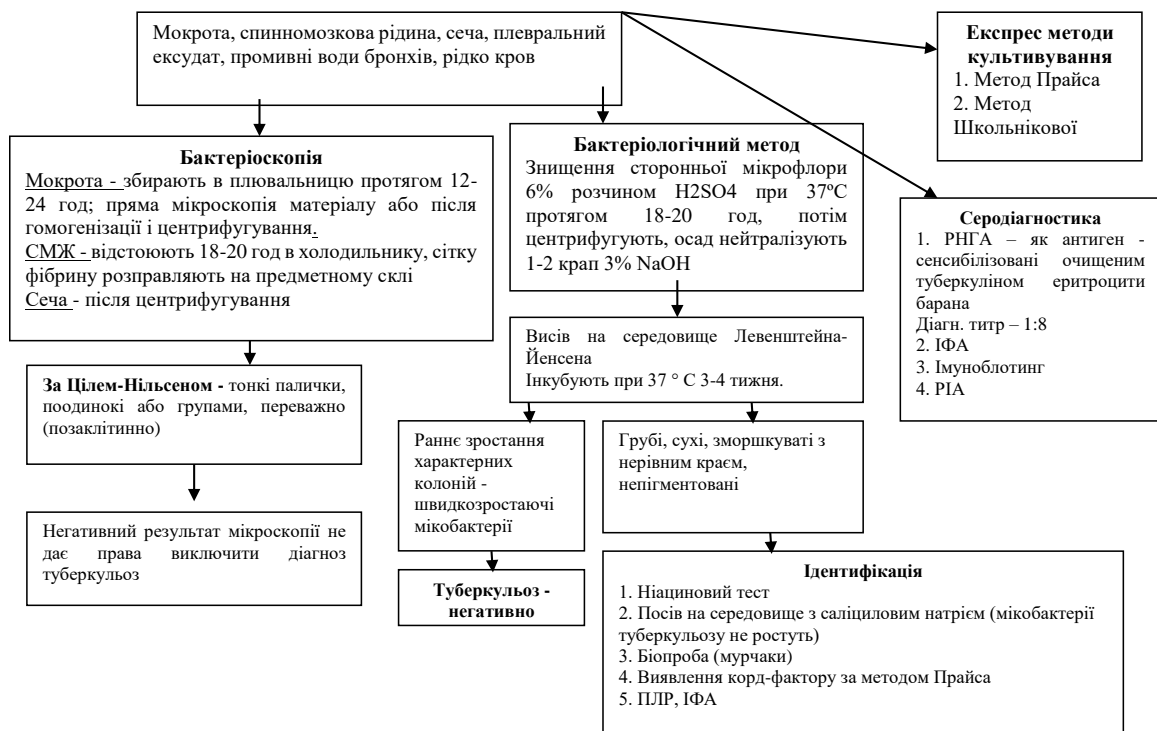 Мокрота, спинномозкова рідина, сеча, плевральний
ексудат, промивні води бронхів, рідко кров
Експрес методи
культивування
1. Метод Прайса
2. Метод
Школьнікової
Бактеріоскопія
Мокрота - збирають в плювальницю протягом 12-
24 год; пряма мікроскопія матеріалу або після
гомогенізації і центрифугування.
СМЖ - відстоюють 18-20 год в холодильнику, сітку
фібрину розправляють на предметному склі
Сеча - після центрифугування
Бактеріологічний метод
Знищення сторонньої мікрофлори
6% розчином H2SO4 при 37ºС
протягом 18-20 год, потім
центрифугують, осад нейтралізують
1-2 крап 3% NaOH
Серодіагностика
1. РНГА – як антиген -
сенсибілізовані очищеним
туберкуліном еритроцити
барана
Діагн. титр – 1:8
2. ІФА
3. Імуноблотинг
4. РІА
Висів на середовище Левенштейна-
Йенсена
Інкубують при 37 ° С 3-4 тижня.
За Цілем-Нільсеном - тонкі палички,
поодинокі або групами, переважно
(позаклітинно)
Раннє зростання
характерних
колоній -
швидкозростаючі
мікобактерії
Грубі, сухі, зморшкуваті з
нерівним краєм,
непігментовані
Негативний результат мікроскопії не
дає права виключити діагноз
туберкульоз
Туберкульоз -
негативно
Ідентифікація
1. Ніациновий тест
2. Посів на середовище з саліциловим натрієм (мікобактерії
туберкульозу не ростуть)
3. Біопроба (мурчаки)
4. Виявлення корд-фактору за методом Прайса
5. ПЛР, ІФА